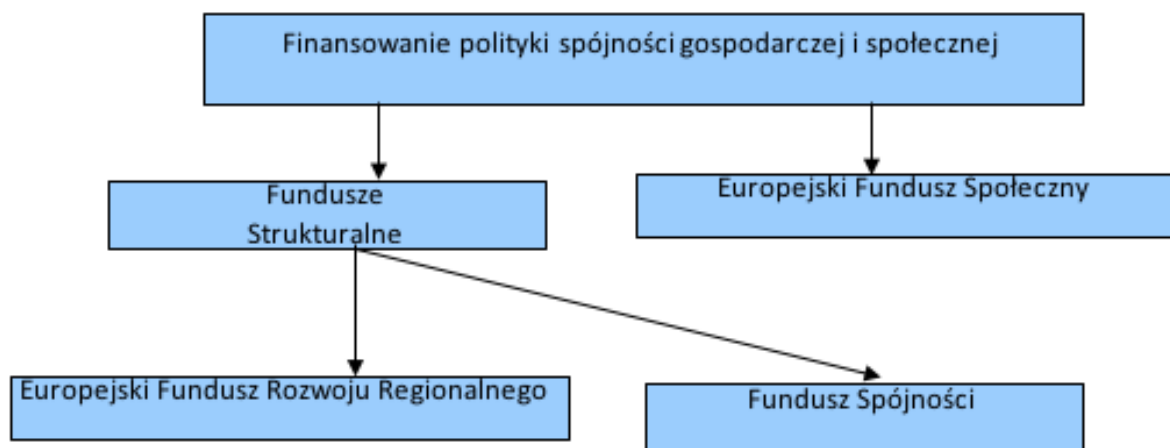 Finansowanie polityki spójności gospodarczej i społecznej
Fundusze
Strukturalne
Europejski Fundusz Społeczny
Europejski Fundusz Rozwoju Regionalnego
Fundusz Spójności